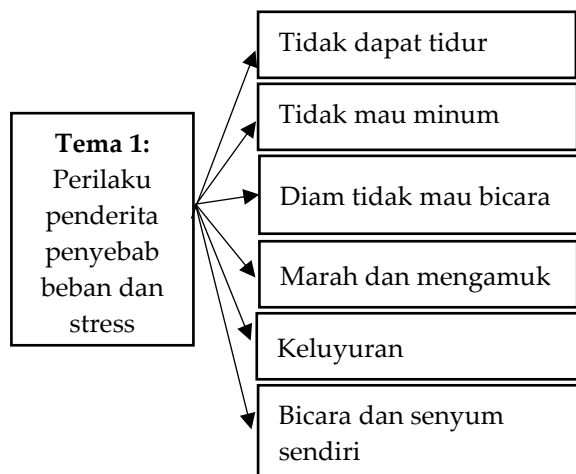 Tema 1:
Perilaku
penderita
penyebab
beban dan
stress
Tidak dapat tidur
Tidak mau minum
Diam tidak mau bicara
Marah dan mengamuk
Keluyuran
Bicara dan senyum
sendiri